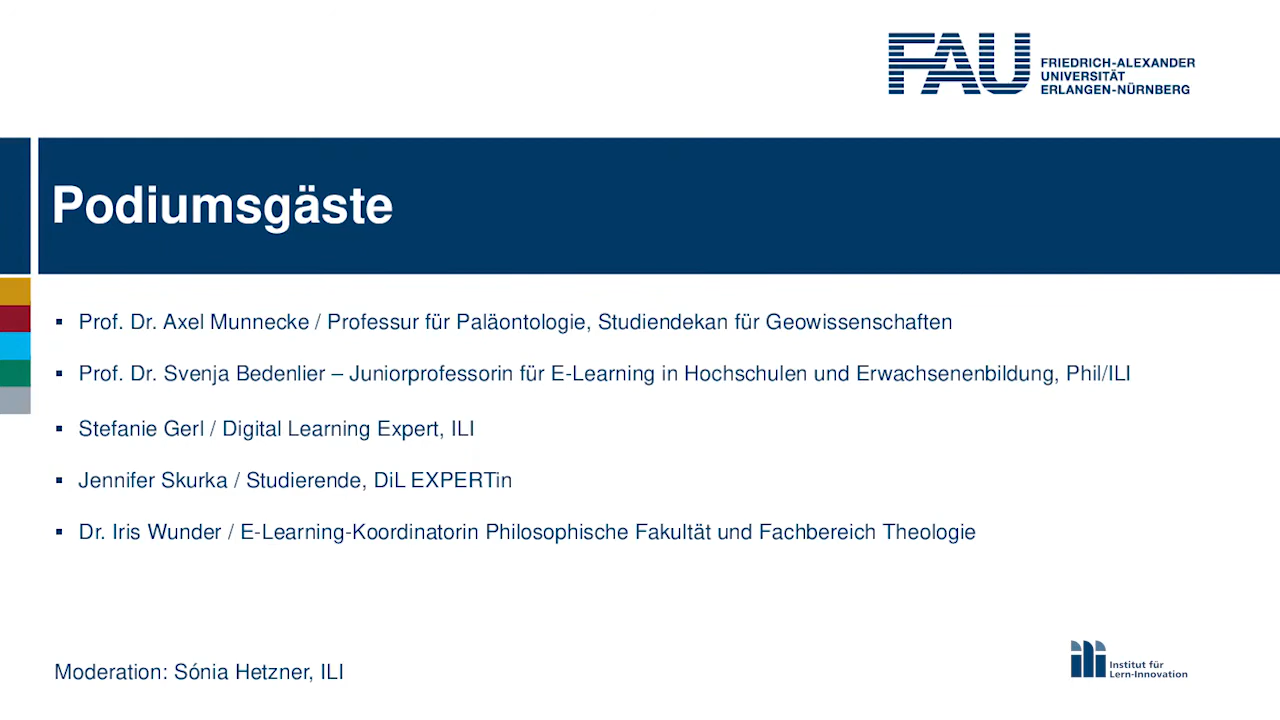 FAU
FRIEDRICH-ALEXANDER
UNIVERSITÄT
ERLANGEN-NÜRNBERG
Podiumsgäste
▪ Prof. Dr. Axel Munnecke / Professur für Paläontologie, Studiendekan für Geowissenschaften
▪ Prof. Dr. Svenja Bedenlier – Juniorprofessorin für E-Learning in Hochschulen und Erwachsenenbildung, Phil/ILI
▪ Stefanie Gerl / Digital Learning Expert, ILI
▪ Jennifer Skurka / Studierende, DiL EXPERTin
▪ Dr. Iris Wunder / E-Learning-Koordinatorin Philosophische Fakultät und Fachbereich Theologie
Moderation: Sónia Hetzner, ILI
ili
Institut für
Lern-Innovation